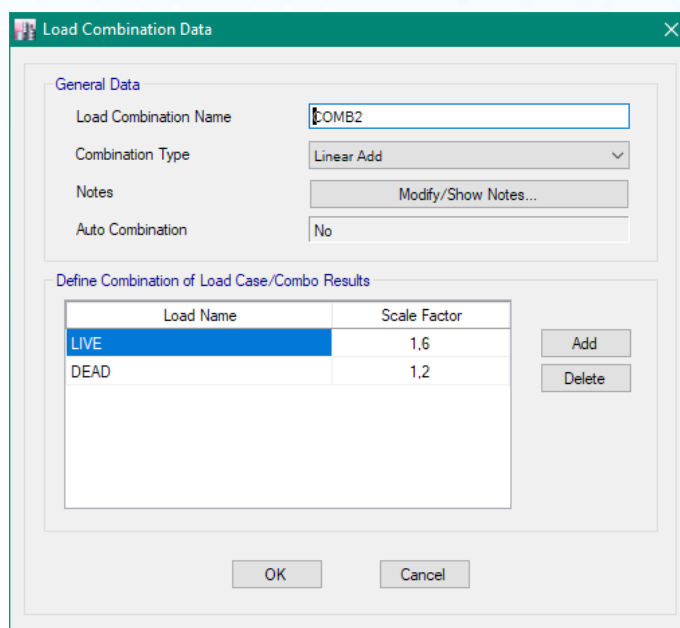 Load Combination Data
General Data
Load Combination Name COMB2
Combination Type Linear Add
Notes Modify/Show Notes...
Auto Combination No
Define Combination of Load Case/Combo Results
Load Name Scale Factor
LIVE 1,6 Add
DEAD 1,2 Delete
OK Cancel